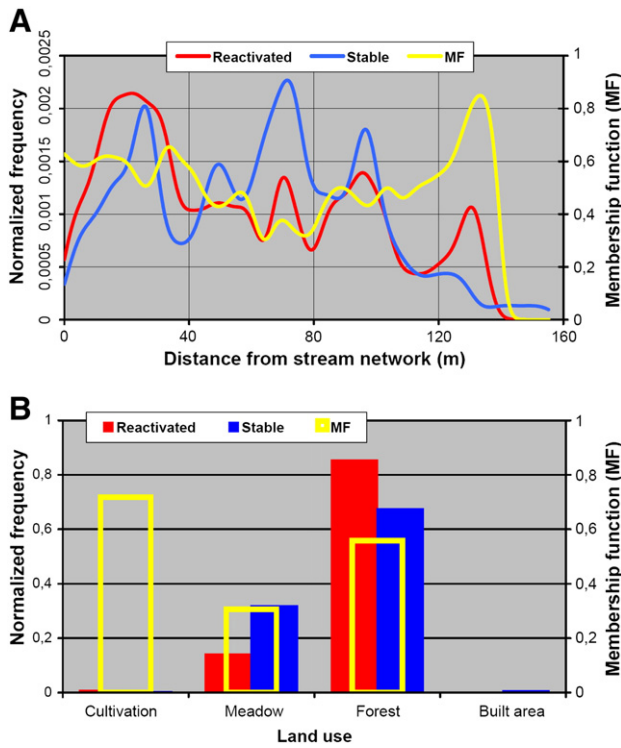 A
Reactivated Stable MF
Normalized frequency
0,0025
0,002
0,0015
0,001
0,0005
0
1
0,8
0,6
0,4
0,2
0
Membership function (MF)
0 40 80 120 160
Distance from stream network (m)
B
Reactivated Stable MF
Normalized frequency
1
0,8
0,6
0,4
0,2
0
1
0,8
0,6
0,4
0,2
0
Membership function (MF)
Cultivation Meadow Forest Built area
Land use